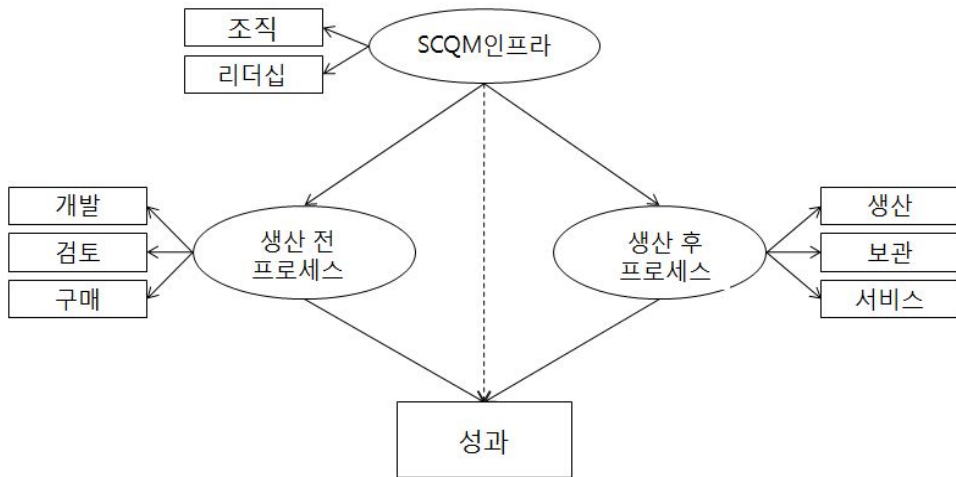 조직
SCQM인프라
리더십
개발
검토
구매
생산 전
프로세스
생산 후
프로세스
생산
보관
서비스
성과